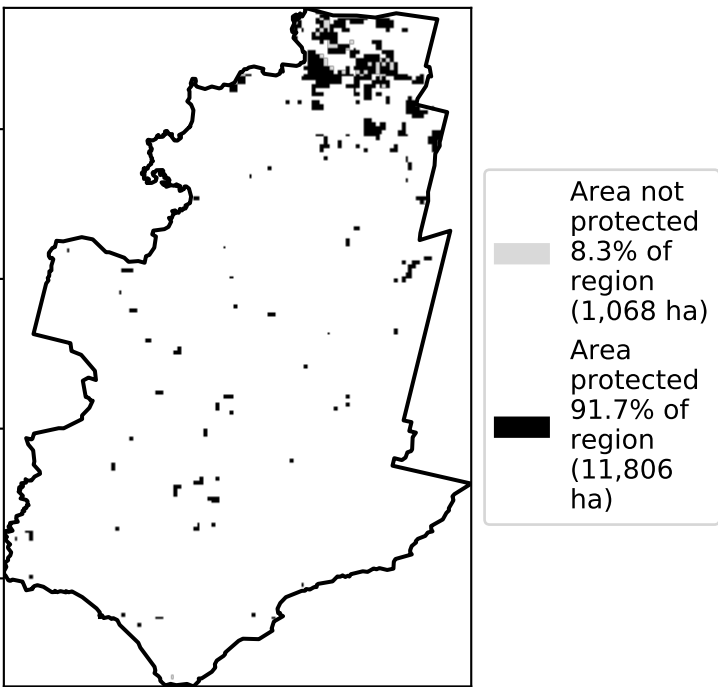 Area not
protected
8.3% of
region
(1,068 ha)
Area
protected
91.7% of
region
(11,806
ha)